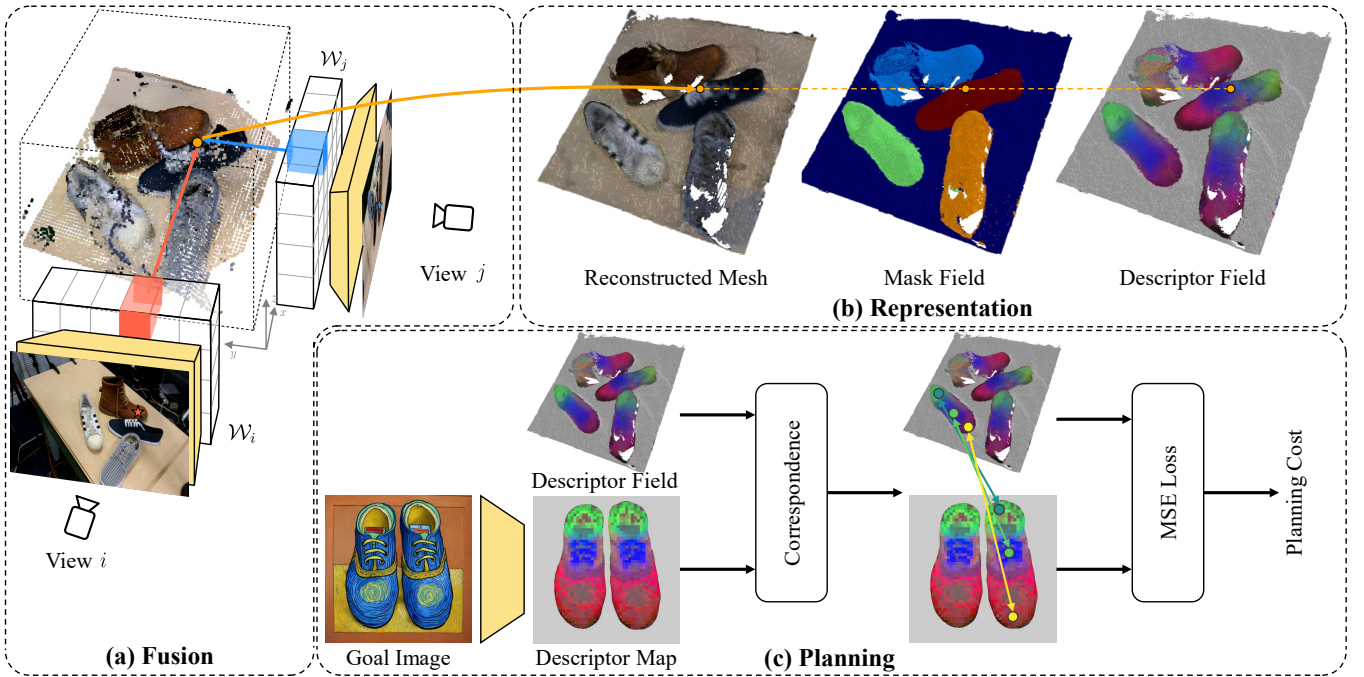 𝒲ⱼ
View j
z
x
y
𝒲ᵢ
View i
(a) Fusion
Reconstructed Mesh
Mask Field
Descriptor Field
(b) Representation
Descriptor Field
Goal Image
Descriptor Map
Correspondence
MSE Loss
Planning Cost
(c) Planning